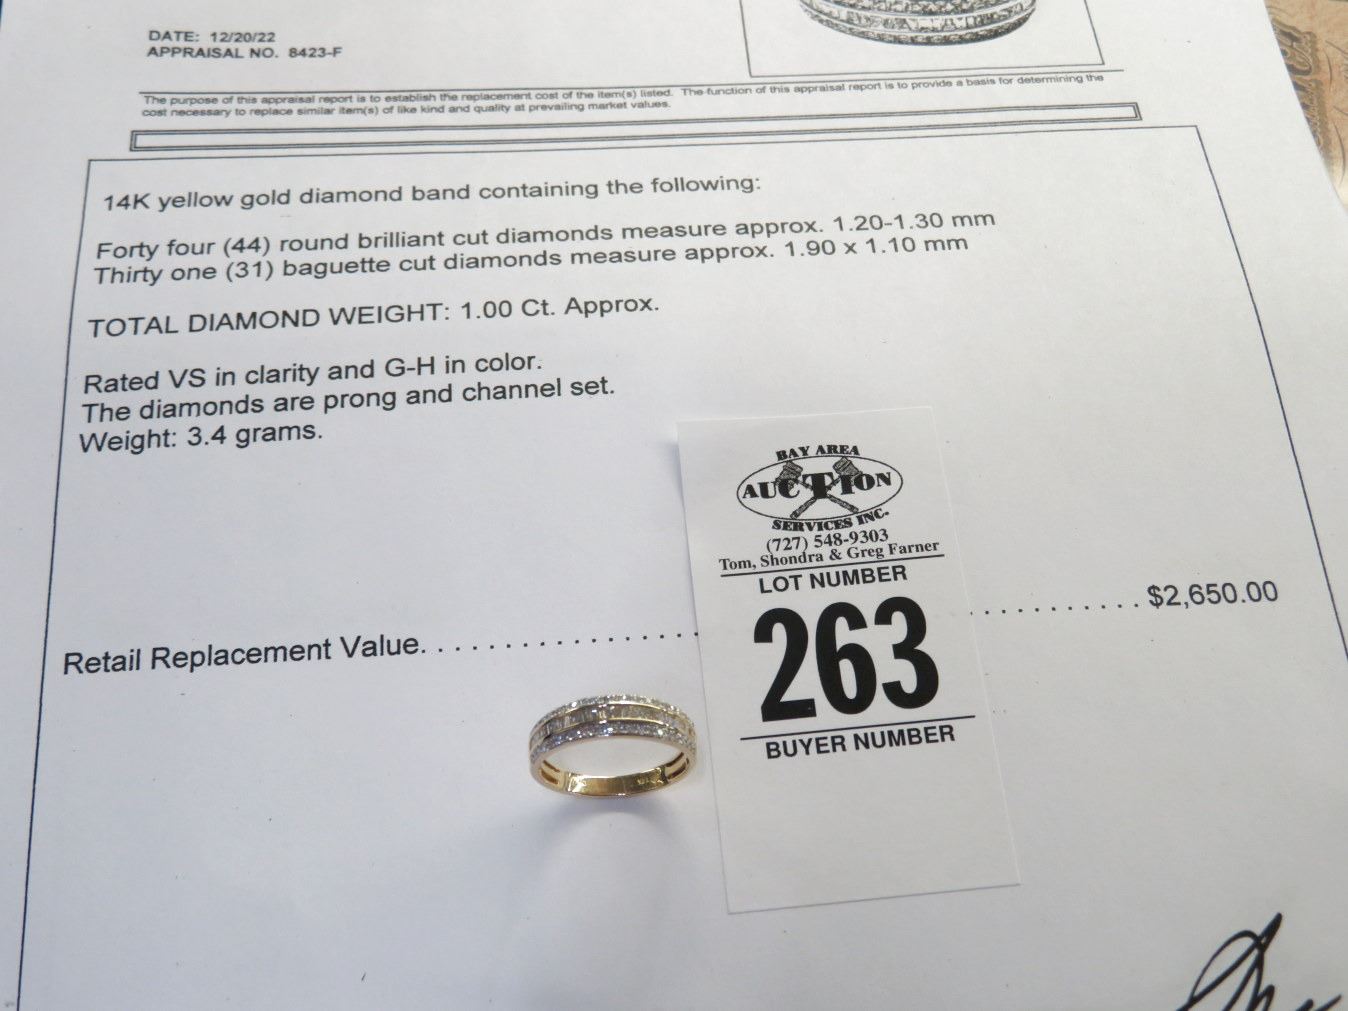 DATE: 12/20/22
APPRAISAL NO. 8423-F
The purpose of this appraisal report is to establish the replacement cost of the item(s) listed. The function of this appraisal report is to provide a basis for determining the
cost necessary to replace similar item(s) of like kind and quality at prevailing market values.
14K yellow gold diamond band containing the following:
Forty four (44) round brilliant cut diamonds measure approx. 1.20-1.30 mm
Thirty one (31) baguette cut diamonds measure approx. 1.90 x 1.10 mm
TOTAL DIAMOND WEIGHT: 1.00 Ct. Approx.
Rated VS in clarity and G-H in color.
The diamonds are prong and channel set.
Weight: 3.4 grams.
BAY AREA
AUCTION
SERVICES INC.
(727) 548-9303
Tom, Shondra & Greg Farner
LOT NUMBER
263
BUYER NUMBER
Retail Replacement Value. . . . . . . . . . . . . . . . . . . . . . . . . . . $2,650.00